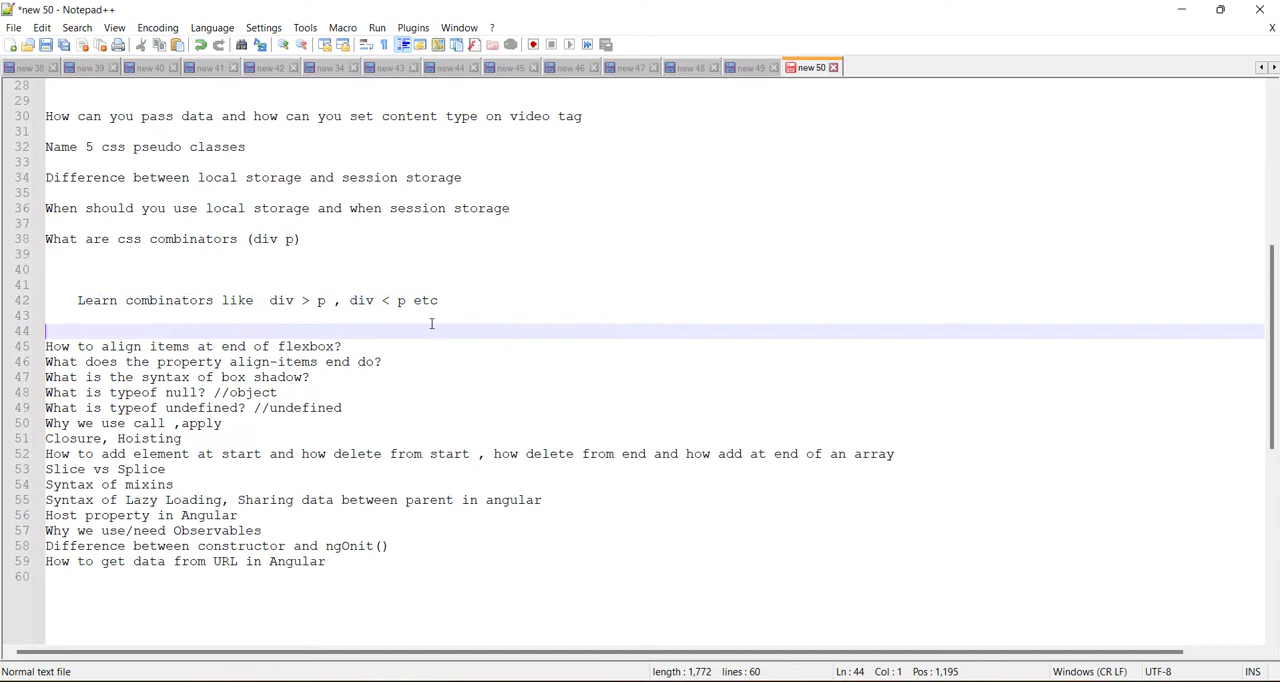 *new 50 - Notepad++
File Edit Search View Encoding Language Settings Tools Macro Run Plugins Window ? X
new 38 new 39 new 40 new 41 new 42 new 34 new 43 new 44 new 45 new 46 new 47 new 48 new 49 new 50
28
29
30 How can you pass data and how can you set content type on video tag
31
32 Name 5 css pseudo classes
33
34 Difference between local storage and session storage
35
36 When should you use local storage and when session storage
37
38 What are css combinators (div p)
39
40
41
42 Learn combinators like div > p , div < p etc
43
44
45 How to align items at end of flexbox?
46 What does the property align-items end do?
47 What is the syntax of box shadow?
48 What is typeof null? //object
49 What is typeof undefined? //undefined
50 Why we use call ,apply
51 Closure, Hoisting
52 How to add element at start and how delete from start , how delete from end and how add at end of an array
53 Slice vs Splice
54 Syntax of mixins
55 Syntax of Lazy Loading, Sharing data between parent in angular
56 Host property in Angular
57 Why we use/need Observables
58 Difference between constructor and ngOnit()
59 How to get data from URL in Angular
60
Normal text file length : 1,772 lines : 60 Ln : 44 Col : 1 Pos : 1,195 Windows (CR LF) UTF-8 INS